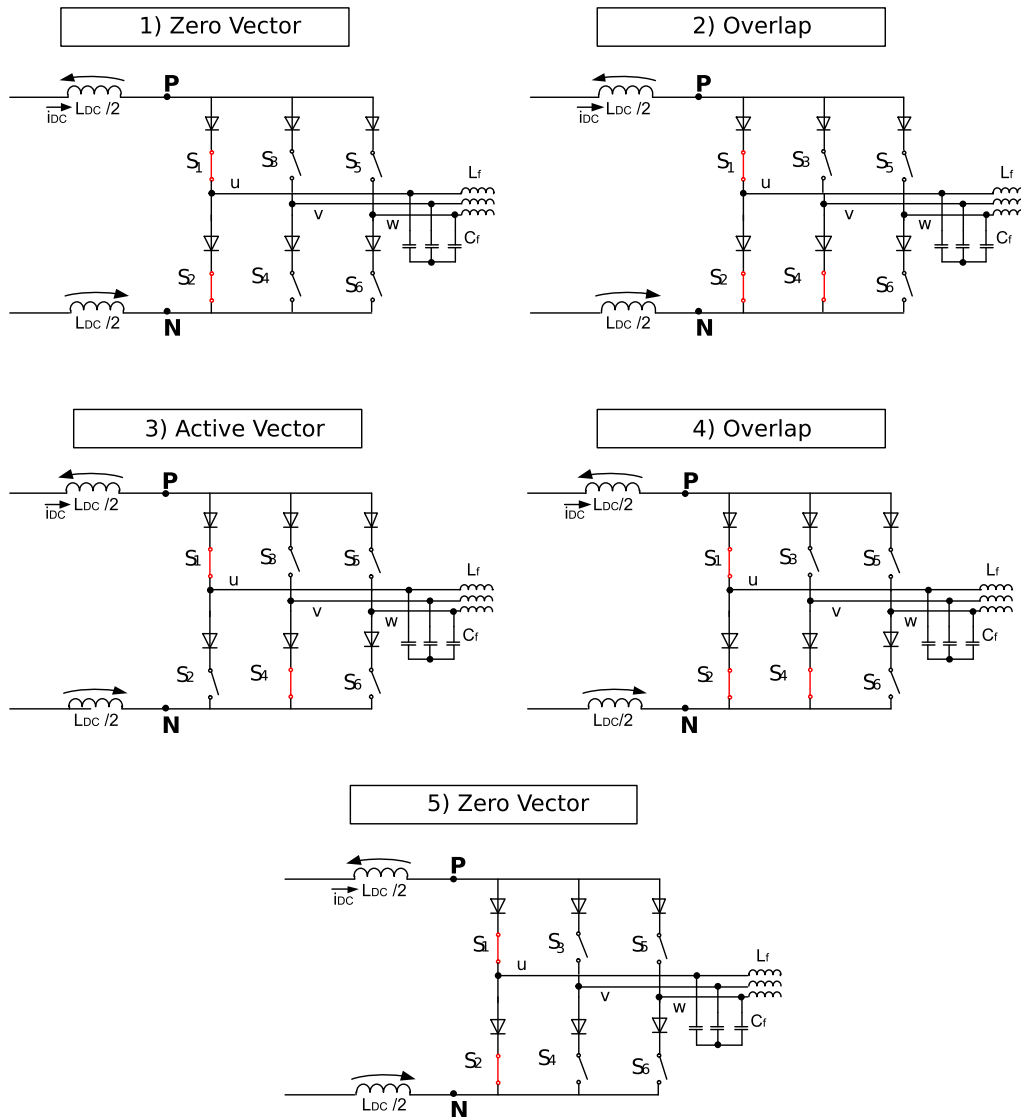 1) Zero Vector
P
iDC LDC /2
S1 S3 S5
u v w
Lf
Cf
S2 S4 S6
LDC /2
N
2) Overlap
P
iDC LDC /2
S1 S3 S5
u v w
Lf
Cf
S2 S4 S6
LDC /2
N
3) Active Vector
P
iDC LDC /2
S1 S3 S5
u v w
Lf
Cf
S2 S4 S6
LDC /2
N
4) Overlap
P
iDC LDC/2
S1 S3 S5
u v w
Lf
Cf
S2 S4 S6
LDC/2
N
5) Zero Vector
P
iDC LDC /2
S1 S3 S5
u v w
Lf
Cf
S2 S4 S6
LDC /2
N